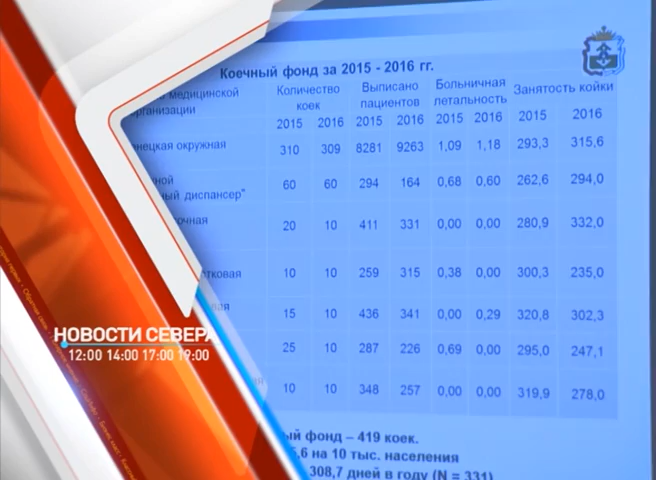 Коечный фонд за 2015 - 2016 гг.
медицинской организации Количество коек Выписано пациентов Больничная летальность Занятость койки
2015 2016 2015 2016 2015 2016 2015 2016
окружная 310 309 8281 9263 1,09 1,18 293,3 315,6
диспансер" 60 60 294 164 0,68 0,60 262,6 294,0
20 10 411 331 0,00 0,00 280,9 332,0
10 10 259 315 0,38 0,00 300,3 235,0
15 10 436 341 0,00 0,29 320,8 302,3
25 10 287 226 0,69 0,00 295,0 247,1
10 10 348 257 0,00 0,00 319,9 278,0
фонд – 419 коек.
на 10 тыс. населения
308,7 дней в году (N = 331)
НОВОСТИ СЕВЕРА
12:00 14:00 17:00 19:00